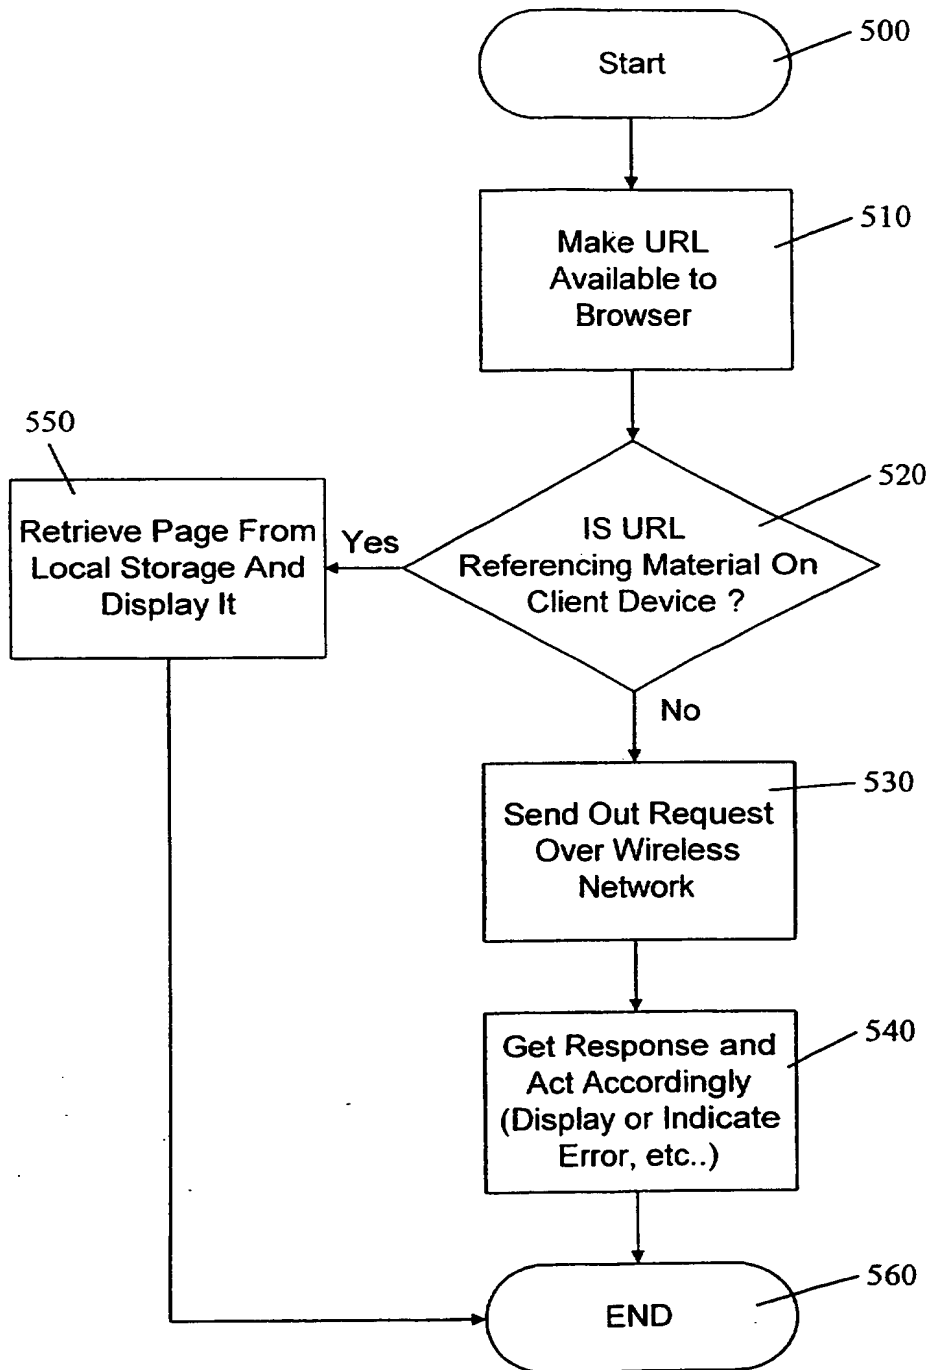 Start
500
Make URL
Available to
Browser
510
IS URL
Referencing Material On
Client Device ?
520
Yes
550
Retrieve Page From
Local Storage And
Display It
No
Send Out Request
Over Wireless
Network
530
Get Response and
Act Accordingly
(Display or Indicate
Error, etc..)
540
END
560